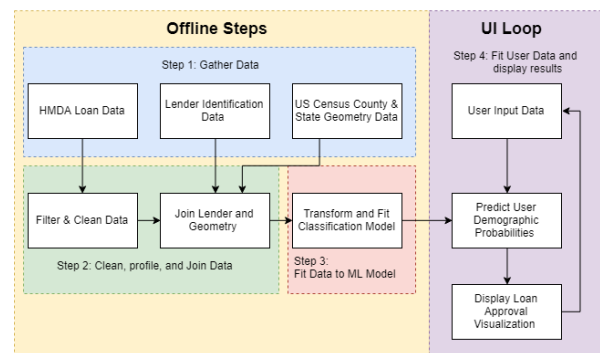 Offline Steps
UI Loop
Step 1: Gather Data
Step 4: Fit User Data and
display results
HMDA Loan Data
Lender Identification
Data
US Census County &
State Geometry Data
User Input Data
Filter & Clean Data
Join Lender and
Geometry
Transform and Fit
Classification Model
Predict User
Demographic
Probabilities
Step 2: Clean, profile, and Join Data
Step 3:
Fit Data to ML Model
Display Loan
Approval
Visualization